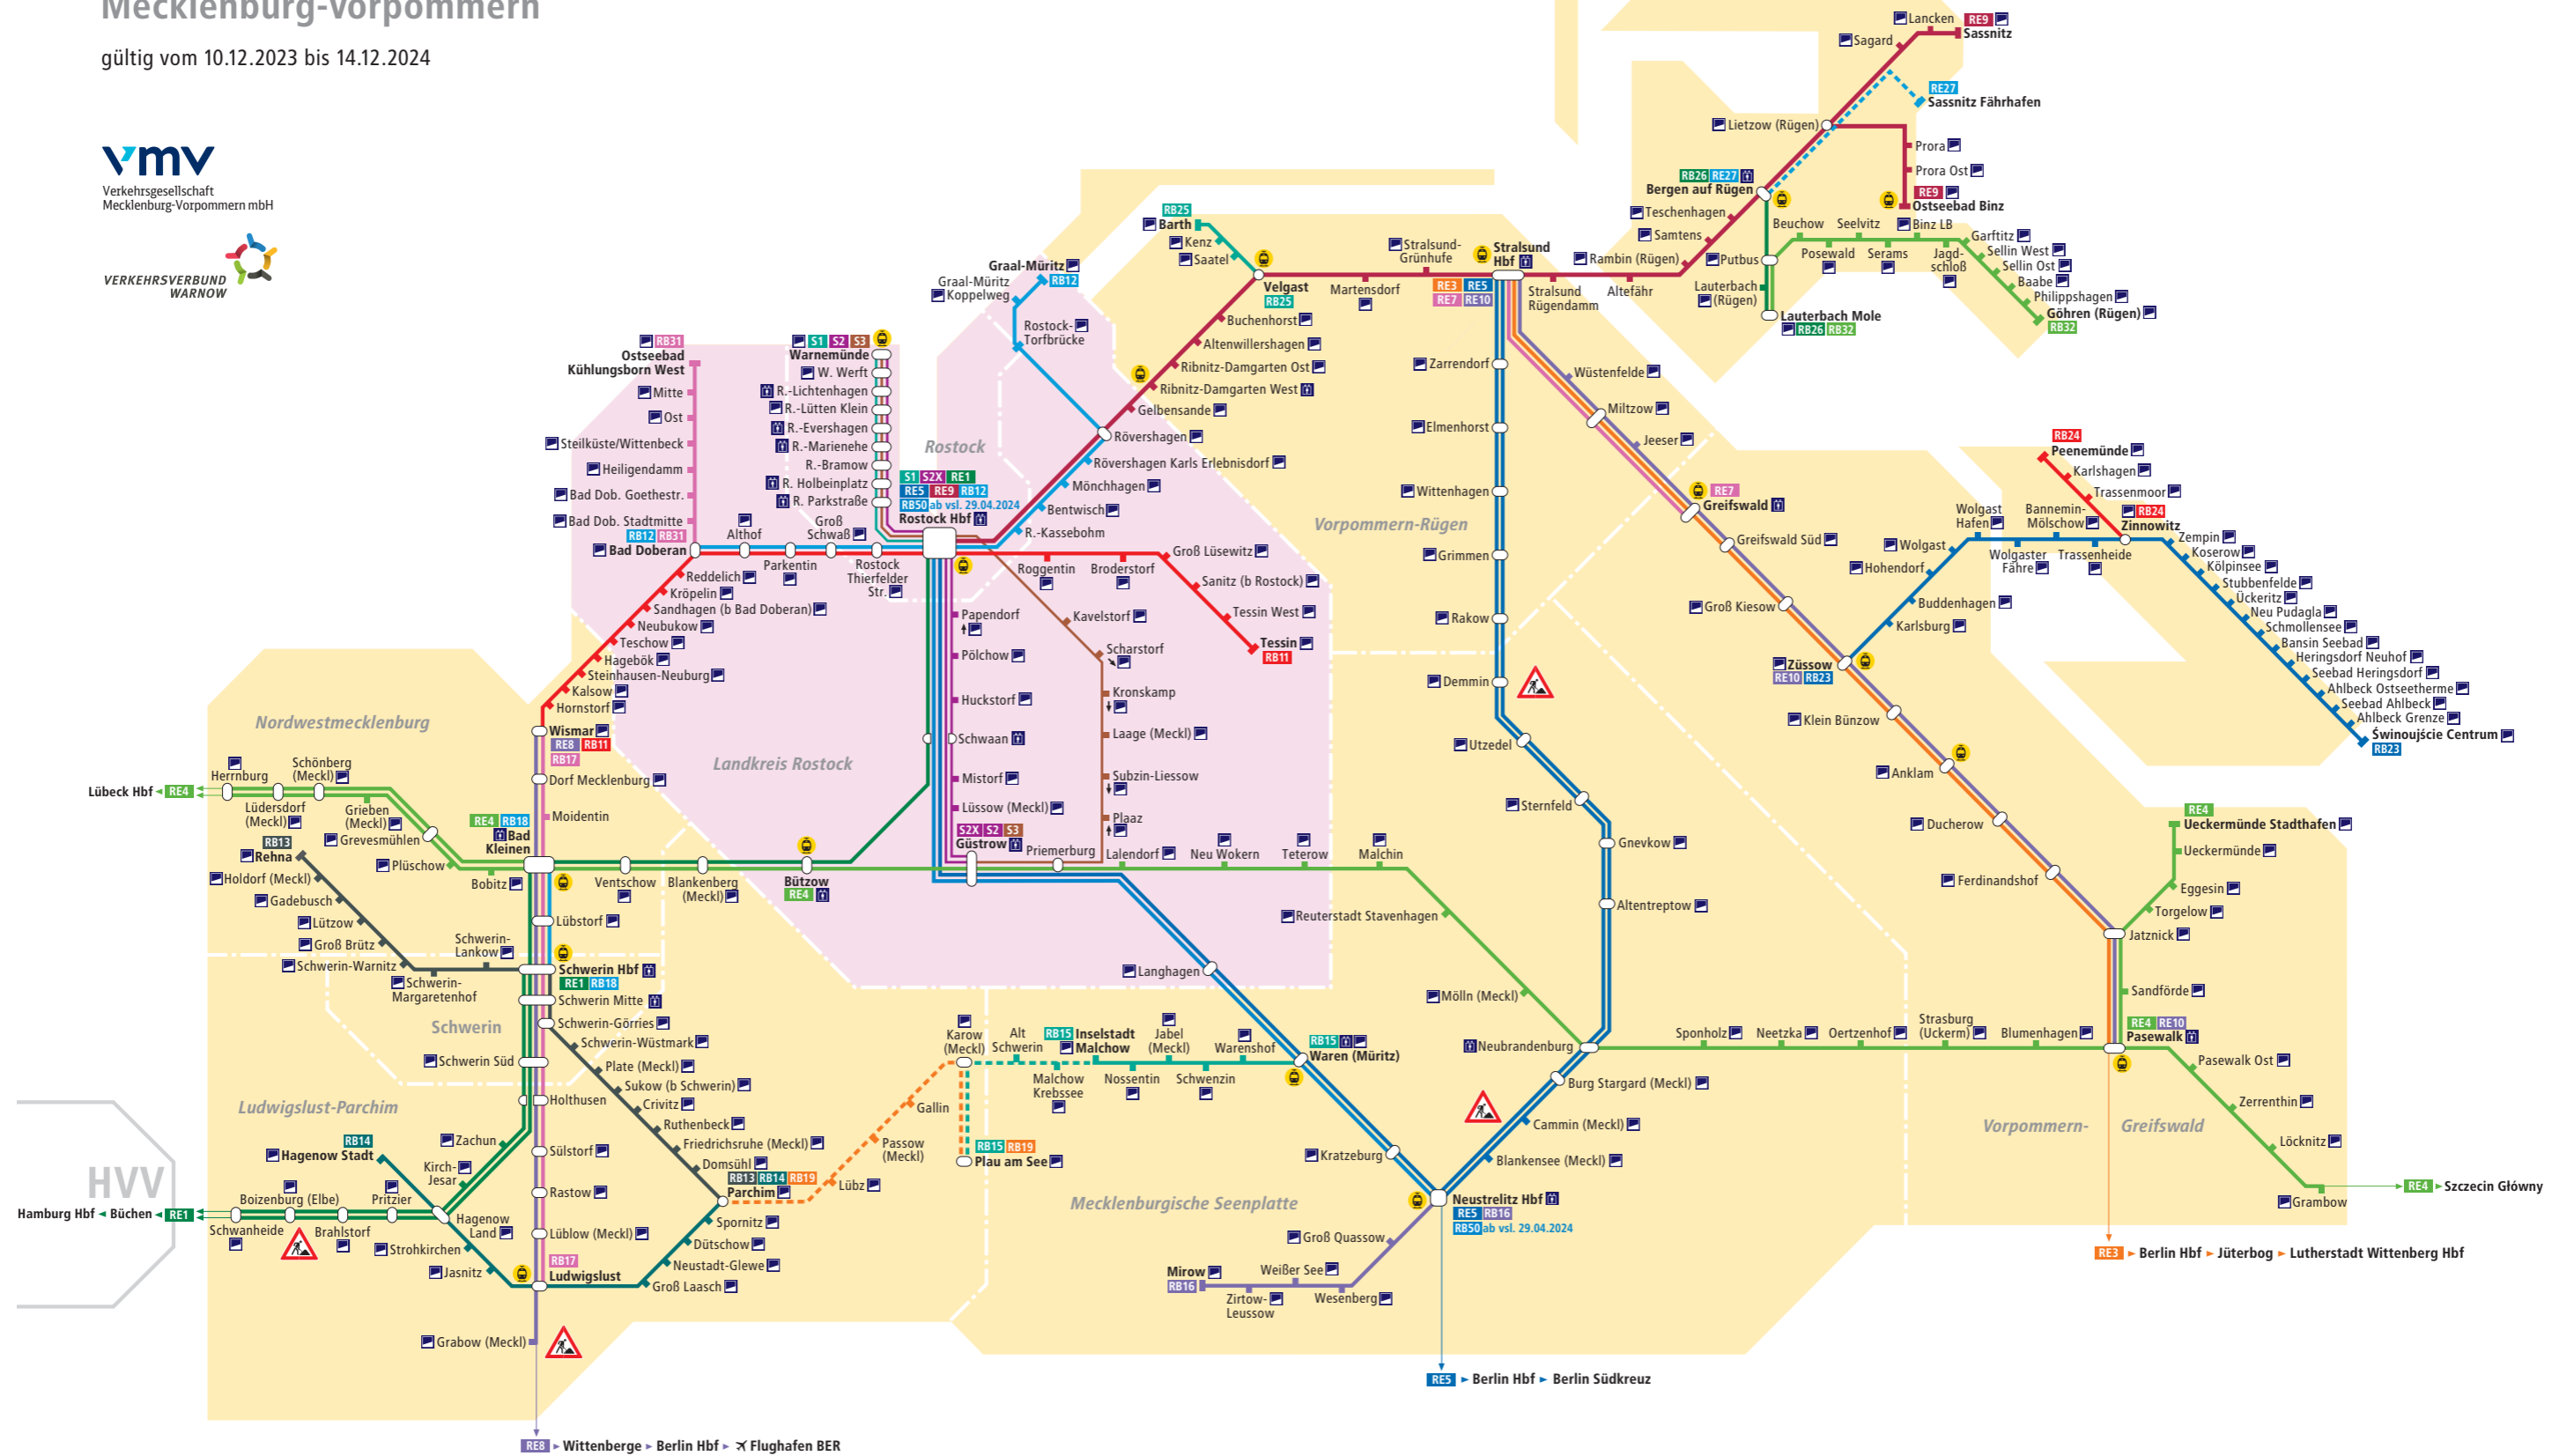 Mecklenburg-Vorpommern
gültig vom 10.12.2023 bis 14.12.2024
vmv
Verkehrsgesellschaft
Mecklenburg-Vorpommern mbH
VERKEHRSVERBUND
WARNOW
Lancken
RE9
Sassnitz
Sagard
RE27
Sassnitz Fährhafen
Lietzow (Rügen)
Prora
Prora Ost
RE9
Ostseebad Binz
RB26 RE27
Bergen auf Rügen
Teschenhagen
Samtens
Rambin (Rügen)
Putbus
Lauterbach
(Rügen)
Lauterbach Mole
RB26 RB32
Beuchow
Posewald
Seelvitz
Serams
Binz LB
Jagd-
schloß
Garftitz
Sellin West
Sellin Ost
Baabe
Philippshagen
Göhren (Rügen)
RB32
Altefähr
Stralsund
Rügendamm
Stralsund
Hbf
RE3 RE5
RE7 RE10
Stralsund-
Grünhufe
Martensdorf
RB25
Barth
Kenz
Saatel
Velgast
RB25
Buchenhorst
Altenwillershagen
Ribnitz-Damgarten Ost
Ribnitz-Damgarten West
Gelbensande
Rövershagen
Rövershagen Karls Erlebnisdorf
Mönchhagen
Bentwisch
R.-Kassebohm
Graal-Müritz
RB12
Graal-Müritz
Koppelweg
Rostock-
Torfbrücke
RB31
Ostseebad
Kühlungsborn West
Mitte
Ost
Steilküste/Wittenbeck
Heiligendamm
Bad Dob. Goethestr.
Bad Dob. Stadtmitte
RB12 RB31
Bad Doberan
S1 S2 S3
Warnemünde
W. Werft
R.-Lichtenhagen
R.-Lütten Klein
R.-Evershagen
R.-Marienehe
R.-Bramow
R. Holbeinplatz
R. Parkstraße
Rostock
S1 S2X RE1
RE5 RE9 RB12
RB50 ab vsl. 29.04.2024
Rostock Hbf
Althof
Parkentin
Groß
Schwaß
Rostock
Thierfelder
Str.
Roggentin
Broderstorf
Groß Lüsewitz
Sanitz (b Rostock)
Tessin West
Tessin
RB11
Reddelich
Kröpelin
Sandhagen (b Bad Doberan)
Neubukow
Teschow
Hagebök
Steinhausen-Neuburg
Kalsow
Hornstorf
Wismar
RE8 RB11
RB17
Dorf Mecklenburg
Moidentin
Nordwestmecklenburg
Landkreis Rostock
Papendorf
Pölchow
Huckstorf
Schwaan
Mistorf
Lüssow (Meckl)
S2X S2 S3
Güstrow
Kavelstorf
Scharstorf
Kronskamp
Laage (Meckl)
Subzin-Liessow
Plaaz
Priemerburg
Lalendorf
Neu Wokern
Teterow
Malchin
Reuterstadt Stavenhagen
Mölln (Meckl)
Vorpommern-Rügen
Zarrendorf
Elmenhorst
Wittenhagen
Grimmen
Rakow
Demmin
Utzedel
Sternfeld
Gnevkow
Altentreptow
Neubrandenburg
Wüstenfelde
Miltzow
Jeeser
RE7
Greifswald
Greifswald Süd
Groß Kiesow
Züssow
RE10 RB23
Klein Bünzow
Anklam
Ducherow
Ferdinandshof
Jatznick
Sandförde
RE4 RE10
Pasewalk
RB24
Peenemünde
Karlshagen
Trassenmoor
RB24
Zinnowitz
Wolgast
Hafen
Bannemin-
Mölschow
Wolgast
Wolgaster
Fähre
Trassenheide
Hohendorf
Buddenhagen
Karlsburg
Zempin
Koserow
Kölpinsee
Stubbenfelde
Ückeritz
Neu Pudagla
Schmollensee
Bansin Seebad
Heringsdorf Neuhof
Seebad Heringsdorf
Ahlbeck Ostseetherme
Seebad Ahlbeck
Ahlbeck Grenze
Świnoujście Centrum
RB23
RE4
Ueckermünde Stadthafen
Ueckermünde
Eggesin
Torgelow
Lübeck Hbf RE4
Herrnburg
Lüdersdorf
(Meckl)
Schönberg
(Meckl)
Grieben
(Meckl)
Grevesmühlen
Plüschow
Bobitz
RE4 RB18
Bad
Kleinen
Ventschow
Blankenberg
(Meckl)
Bützow
RE4
RB13
Rehna
Holdorf (Meckl)
Gadebusch
Lützow
Groß Brütz
Schwerin-Warnitz
Schwerin-
Margaretenhof
Schwerin-
Lankow
Lübstorf
Schwerin Hbf
RE1 RB18
Schwerin Mitte
Schwerin-Görries
Schwerin
Schwerin Süd
Holthusen
Schwerin-Wüstmark
Plate (Meckl)
Sukow (b Schwerin)
Crivitz
Ruthenbeck
Friedrichsruhe (Meckl)
Domsühl
RB13 RB14 RB19
Parchim
Ludwigslust-Parchim
RB14
Hagenow Stadt
Zachun
Kirch-
Jesar
Sülstorf
Rastow
Lüblow (Meckl)
RB17
Ludwigslust
HVV
Hamburg Hbf Büchen RE1
Schwanheide
Boizenburg (Elbe)
Brahlstorf
Pritzier
Hagenow
Land
Strohkirchen
Jasnitz
Spornitz
Dütschow
Neustadt-Glewe
Groß Laasch
Grabow (Meckl)
RE8 Wittenberge Berlin Hbf Flughafen BER
Lübz
Passow
(Meckl)
Gallin
Karow
(Meckl)
RB15 RB19
Plau am See
Alt
Schwerin
Malchow
Krebssee
RB15 Inselstadt
Malchow
Nossentin
Jabel
(Meckl)
Schwenzin
Warenshof
RB15
Waren (Müritz)
Langhagen
Kratzeburg
Mecklenburgische Seenplatte
Burg Stargard (Meckl)
Cammin (Meckl)
Blankensee (Meckl)
Neustrelitz Hbf
RE5 RB16
RB50 ab vsl. 29.04.2024
Groß Quassow
Wesenberg
Weißer See
Zirtow-
Leussow
Mirow
RB16
RE5 Berlin Hbf Berlin Südkreuz
Sponholz
Neetzka
Oertzenhof
Strasburg
(Uckerm)
Blumenhagen
Pasewalk Ost
Zerrenthin
Löcknitz
Grambow
RE4 Szczecin Główny
Vorpommern- Greifswald
RE3 Berlin Hbf Jüterbog Lutherstadt Wittenberg Hbf